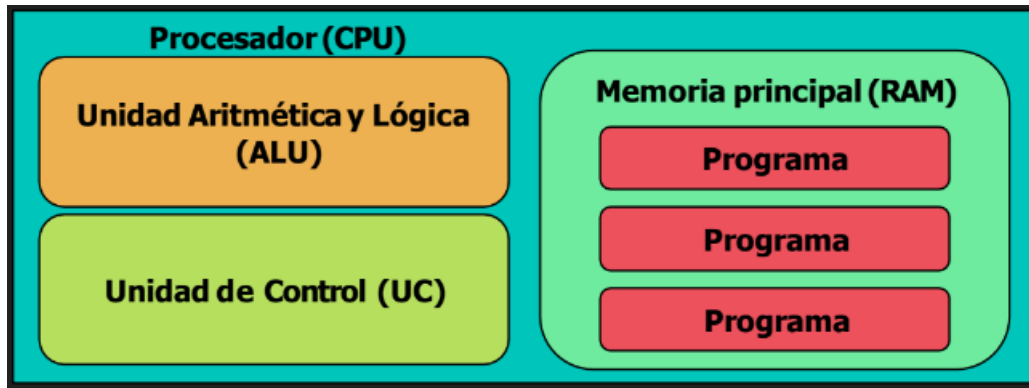 Procesador (CPU)
Unidad Aritmética y Lógica
(ALU)
Unidad de Control (UC)
Memoria principal (RAM)
Programa
Programa
Programa